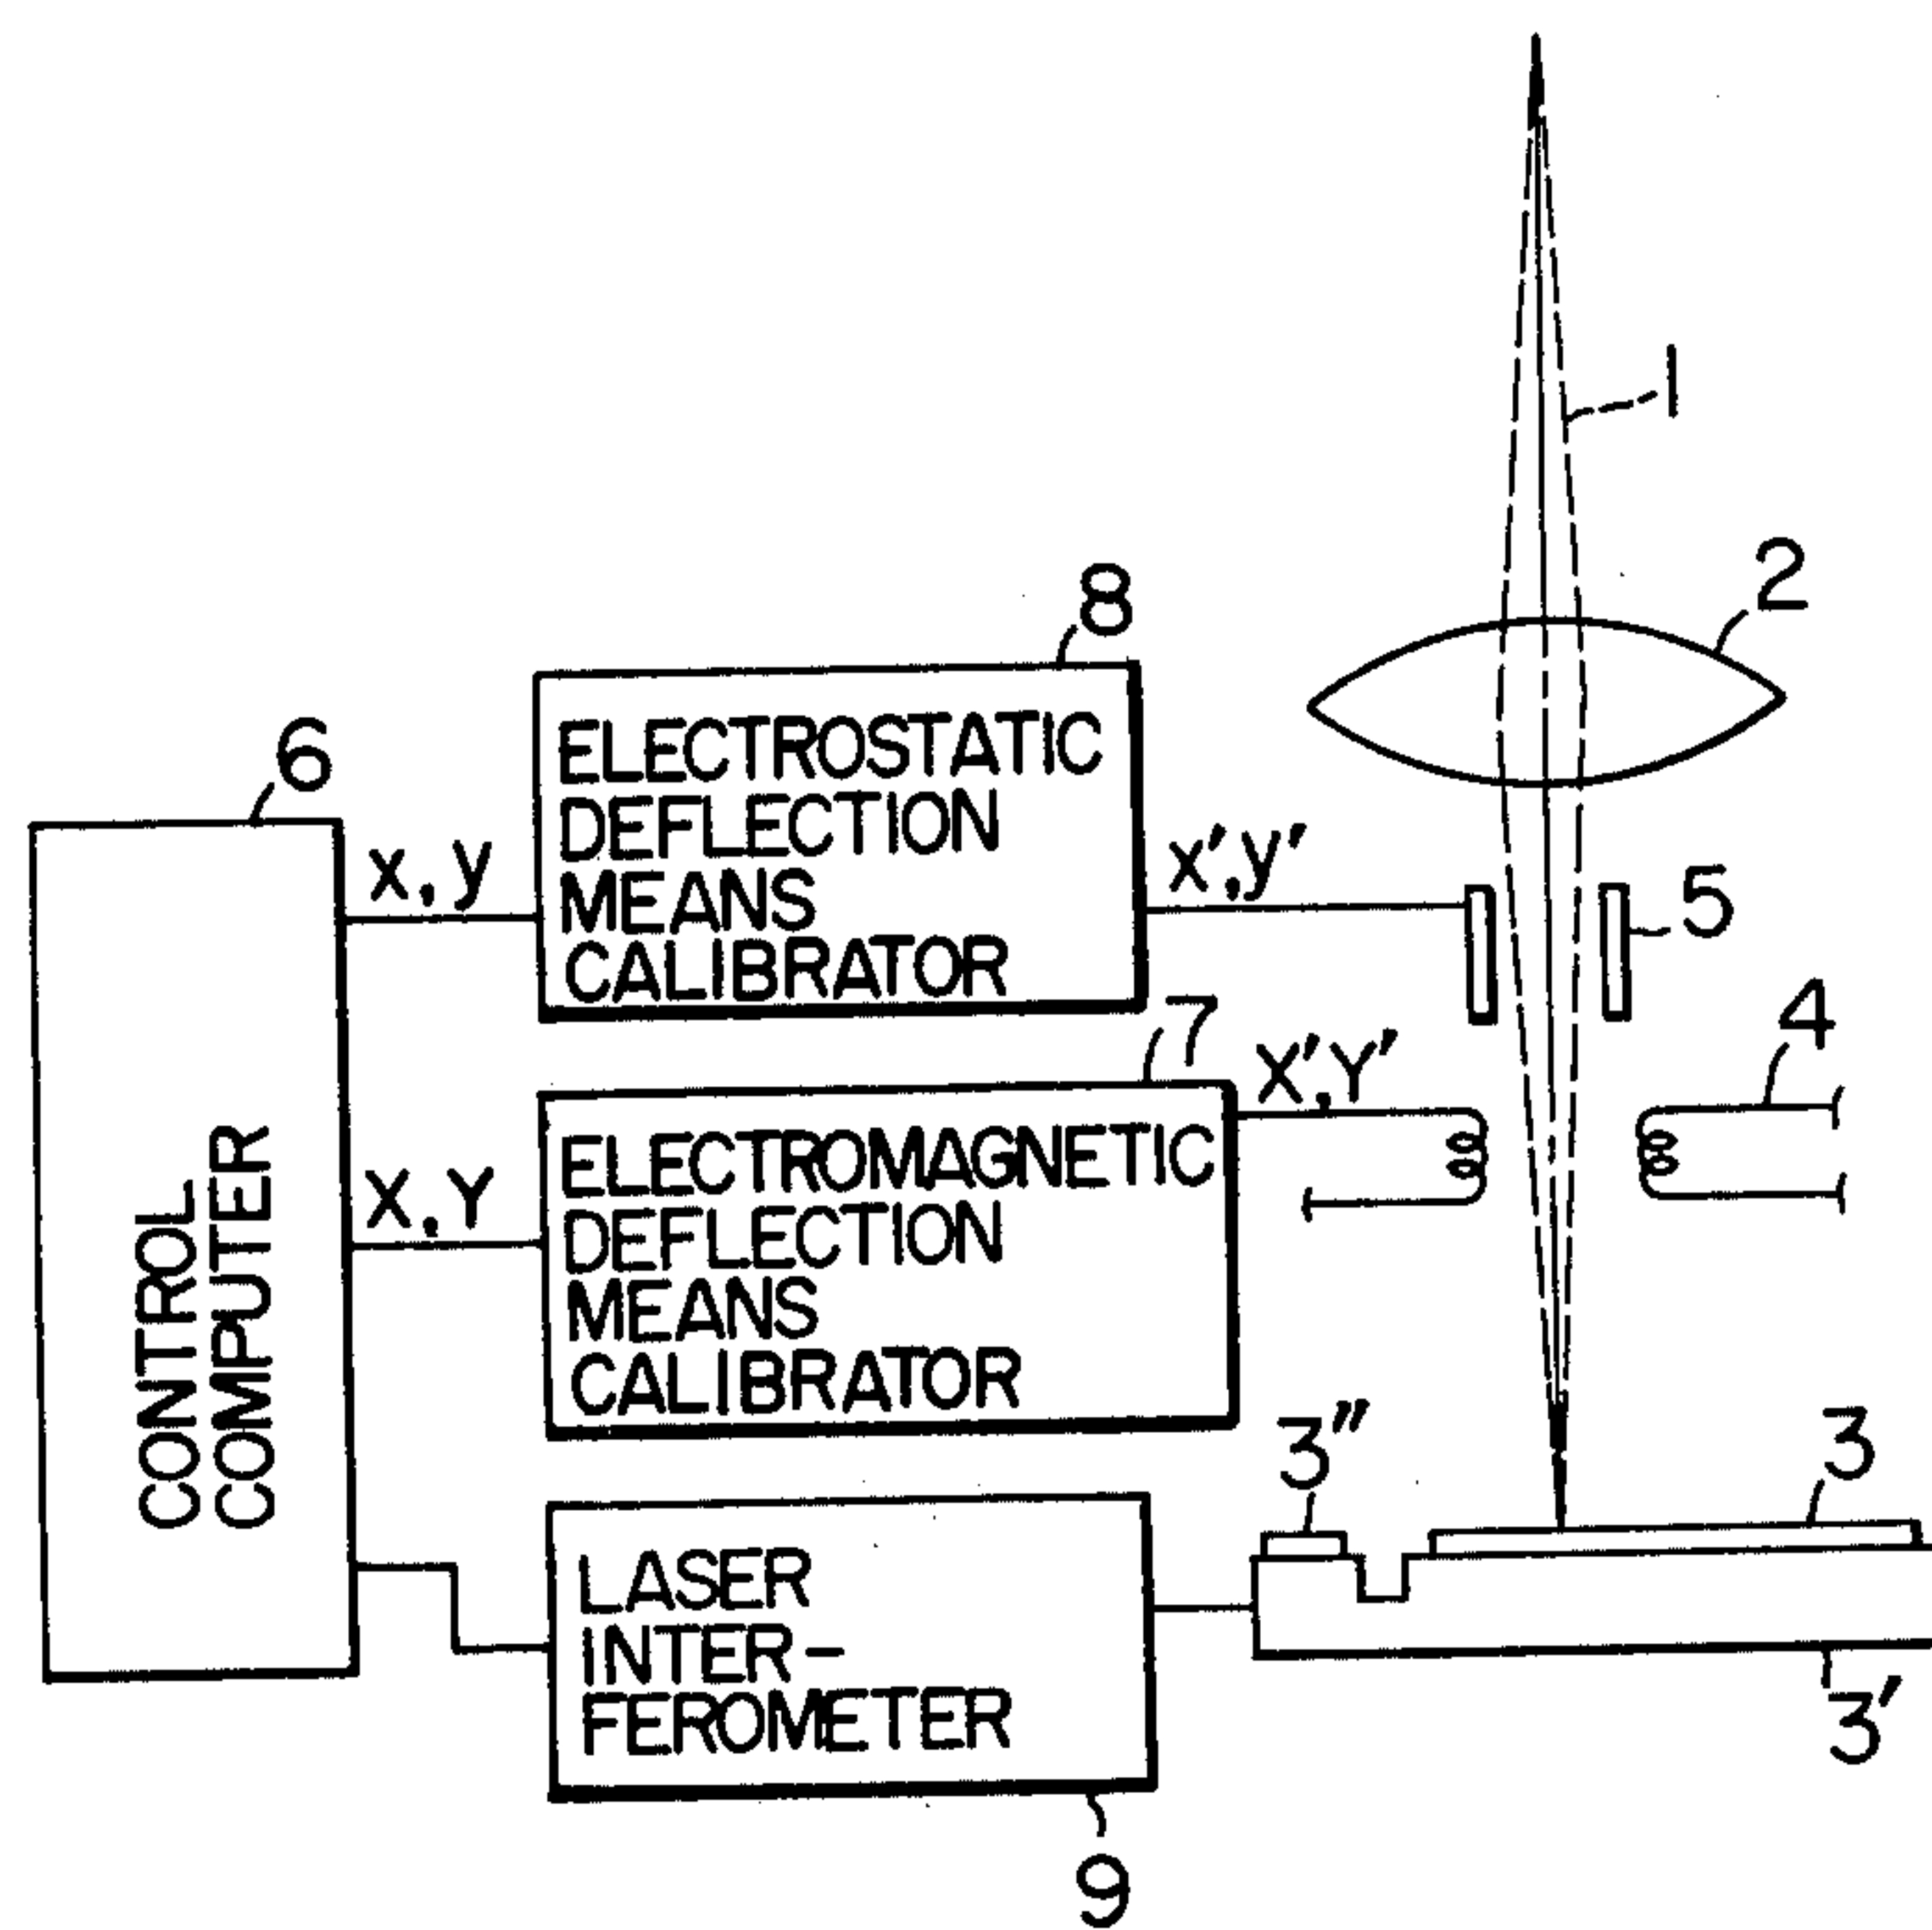 1
2
8
6
ELECTROSTATIC
DEFLECTION
MEANS
CALIBRATOR
x,y
x',y'
5
7
4
X',Y'
ELECTROMAGNETIC
DEFLECTION
MEANS
CALIBRATOR
X,Y
CONTROL
COMPUTER
3"
3
LASER
INTER-
FEROMETER
3'
9